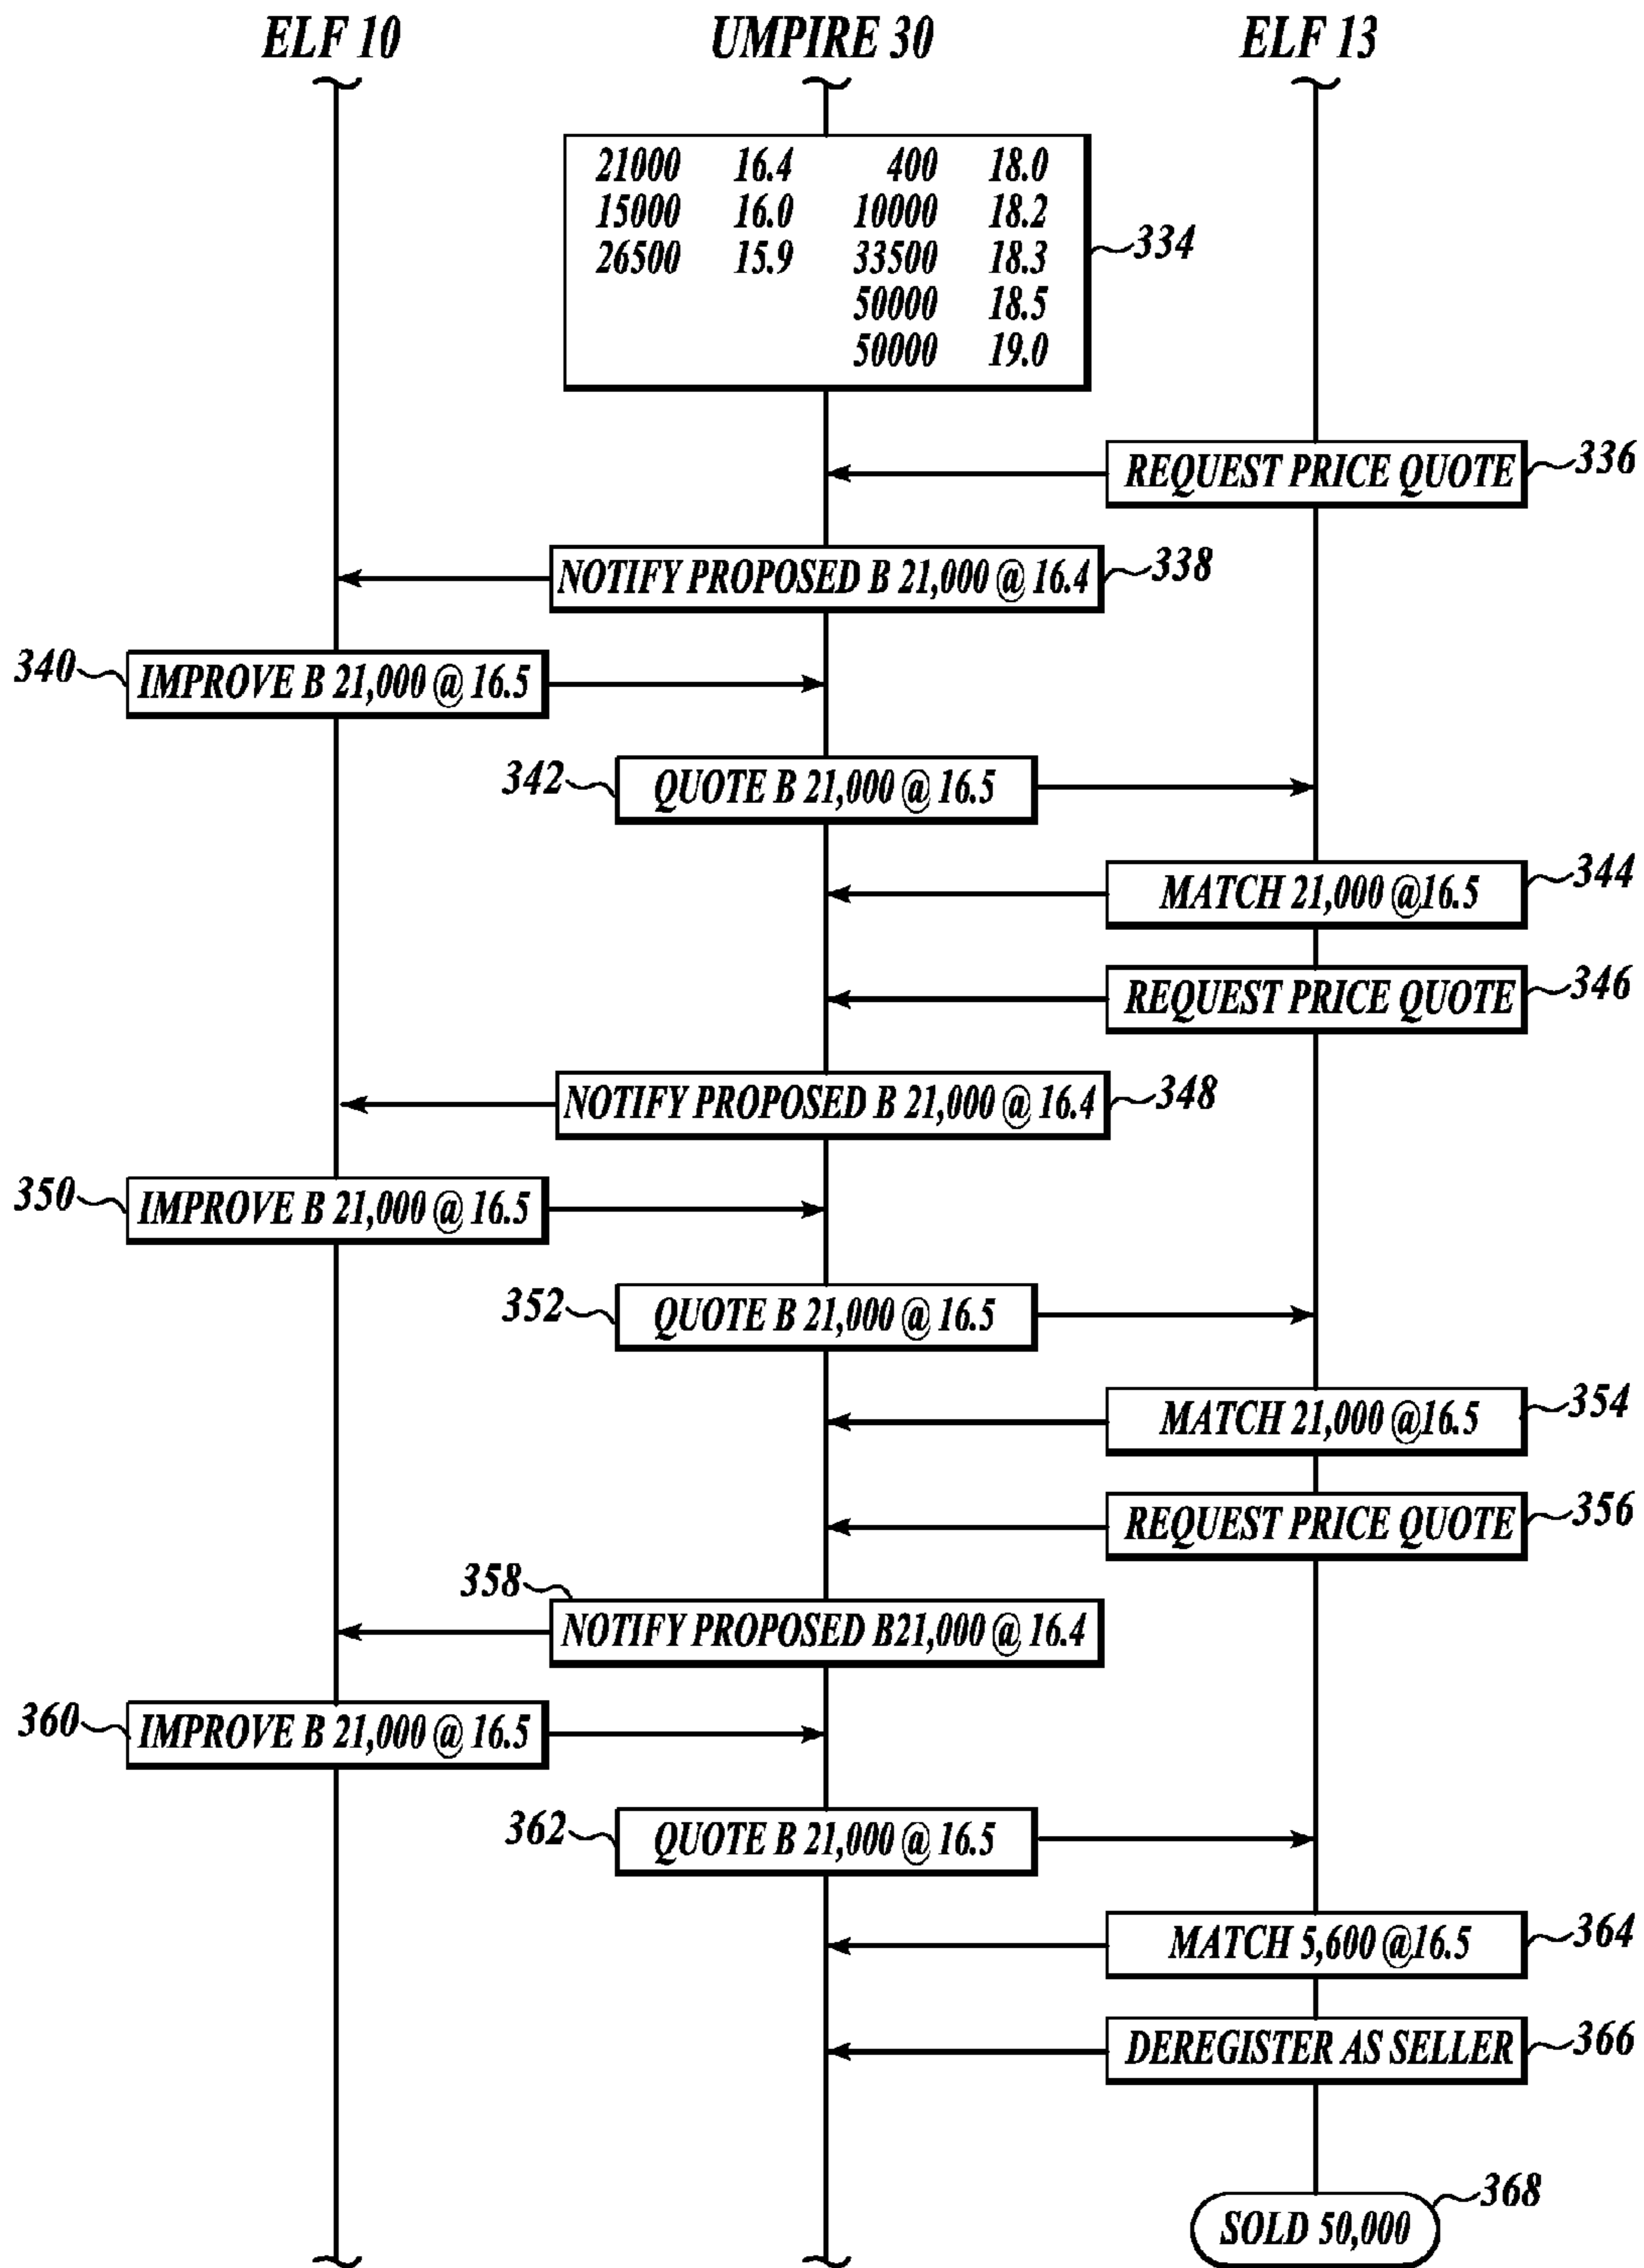 ELF 10 UMPIRE 30 ELF 13
21000 16.4 400 18.0
15000 16.0 10000 18.2
26500 15.9 33500 18.3
50000 18.5
50000 19.0
334
REQUEST PRICE QUOTE 336
NOTIFY PROPOSED B 21,000 @ 16.4 338
340 IMPROVE B 21,000 @ 16.5
342 QUOTE B 21,000 @ 16.5
MATCH 21,000 @16.5 344
REQUEST PRICE QUOTE 346
NOTIFY PROPOSED B 21,000 @ 16.4 348
350 IMPROVE B 21,000 @ 16.5
352 QUOTE B 21,000 @ 16.5
MATCH 21,000 @16.5 354
REQUEST PRICE QUOTE 356
358
NOTIFY PROPOSED B21,000 @ 16.4
360 IMPROVE B 21,000 @ 16.5
362 QUOTE B 21,000 @ 16.5
MATCH 5,600 @16.5 364
DEREGISTER AS SELLER 366
368
SOLD 50,000